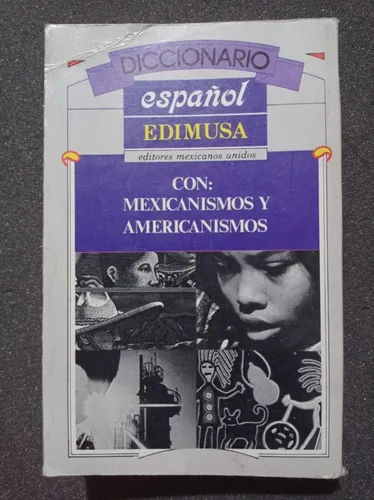 DICCIONARIO
español
EDIMUSA
editores mexicanos unidos
CON:
MEXICANISMOS Y
AMERICANISMOS